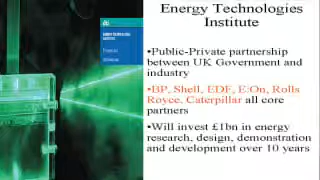 Energy Technologies
Institute
•Public-Private partnership
between UK Government and
industry
•BP, Shell, EDF, E:On, Rolls
Royce, Caterpillar all core
partners
•Will invest £1bn in energy
research, design, demonstration
and development over 10 years